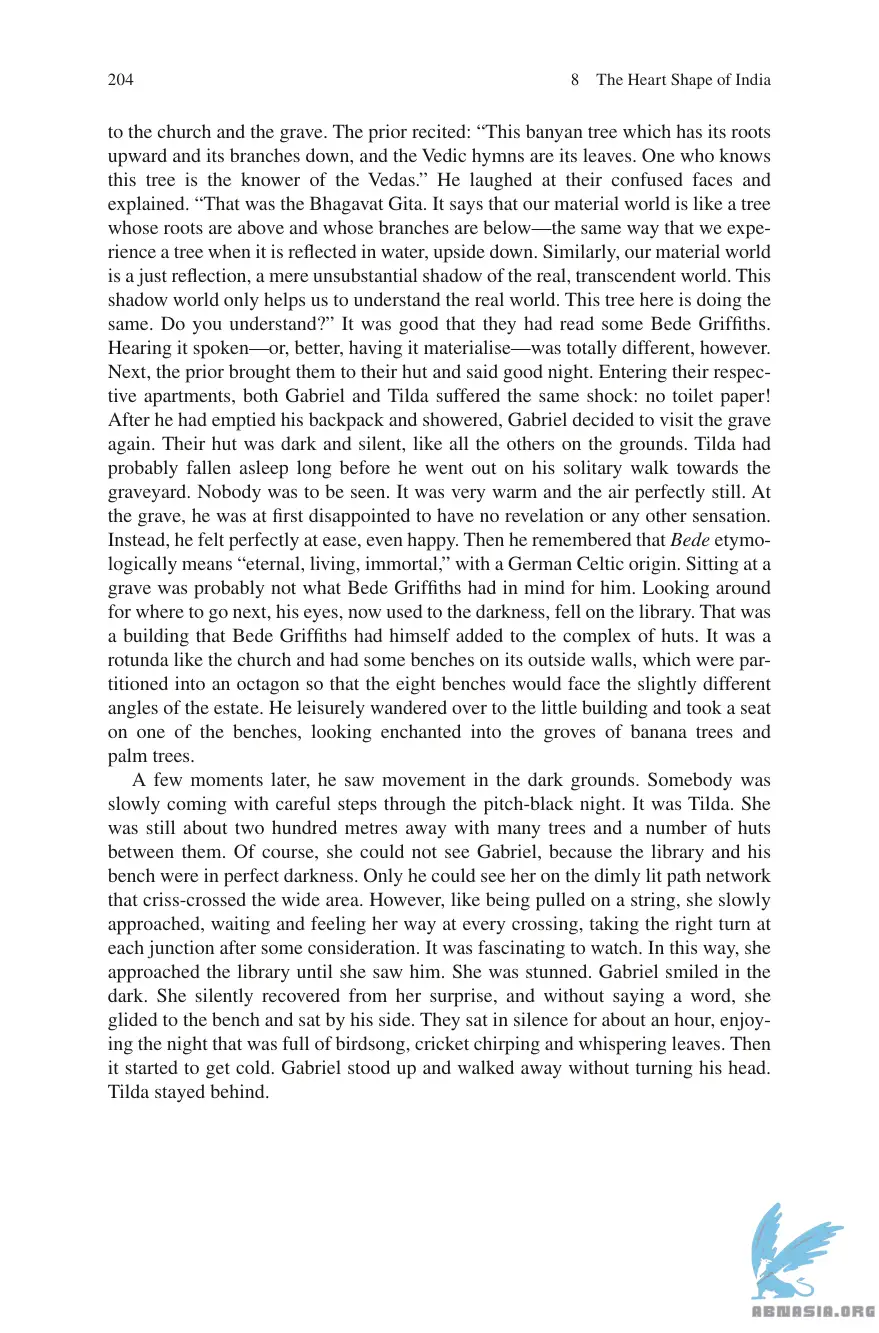 204
8 The Heart Shape of India
to the church and the grave. The prior recited: “This banyan tree which has its roots
upward and its branches down, and the Vedic hymns are its leaves. One who knows
this tree is the knower of the Vedas.” He laughed at their confused faces and
explained. “That was the Bhagavat Gita. It says that our material world is like a tree
whose roots are above and whose branches are below—the same way that we expe-
rience a tree when it is reflected in water, upside down. Similarly, our material world
is a just reflection, a mere unsubstantial shadow of the real, transcendent world. This
shadow world only helps us to understand the real world. This tree here is doing the
same. Do you understand?” It was good that they had read some Bede Griffiths.
Hearing it spoken—or, better, having it materialise—was totally different, however.
Next, the prior brought them to their hut and said good night. Entering their respec-
tive apartments, both Gabriel and Tilda suffered the same shock: no toilet paper!
After he had emptied his backpack and showered, Gabriel decided to visit the grave
again. Their hut was dark and silent, like all the others on the grounds. Tilda had
probably fallen asleep long before he went out on his solitary walk towards the
graveyard. Nobody was to be seen. It was very warm and the air perfectly still. At
the grave, he was at first disappointed to have no revelation or any other sensation.
Instead, he felt perfectly at ease, even happy. Then he remembered that Bede etymo-
logically means “eternal, living, immortal,” with a German Celtic origin. Sitting at a
grave was probably not what Bede Griffiths had in mind for him. Looking around
for where to go next, his eyes, now used to the darkness, fell on the library. That was
a building that Bede Griffiths had himself added to the complex of huts. It was a
rotunda like the church and had some benches on its outside walls, which were par-
titioned into an octagon so that the eight benches would face the slightly different
angles of the estate. He leisurely wandered over to the little building and took a seat
on one of the benches, looking enchanted into the groves of banana trees and
palm trees.
A few moments later, he saw movement in the dark grounds. Somebody was
slowly coming with careful steps through the pitch-black night. It was Tilda. She
was still about two hundred metres away with many trees and a number of huts
between them. Of course, she could not see Gabriel, because the library and his
bench were in perfect darkness. Only he could see her on the dimly lit path network
that criss-crossed the wide area. However, like being pulled on a string, she slowly
approached, waiting and feeling her way at every crossing, taking the right turn at
each junction after some consideration. It was fascinating to watch. In this way, she
approached the library until she saw him. She was stunned. Gabriel smiled in the
dark. She silently recovered from her surprise, and without saying a word, she
glided to the bench and sat by his side. They sat in silence for about an hour, enjoy-
ing the night that was full of birdsong, cricket chirping and whispering leaves. Then
it started to get cold. Gabriel stood up and walked away without turning his head.
Tilda stayed behind.
ABNASIA.ORG